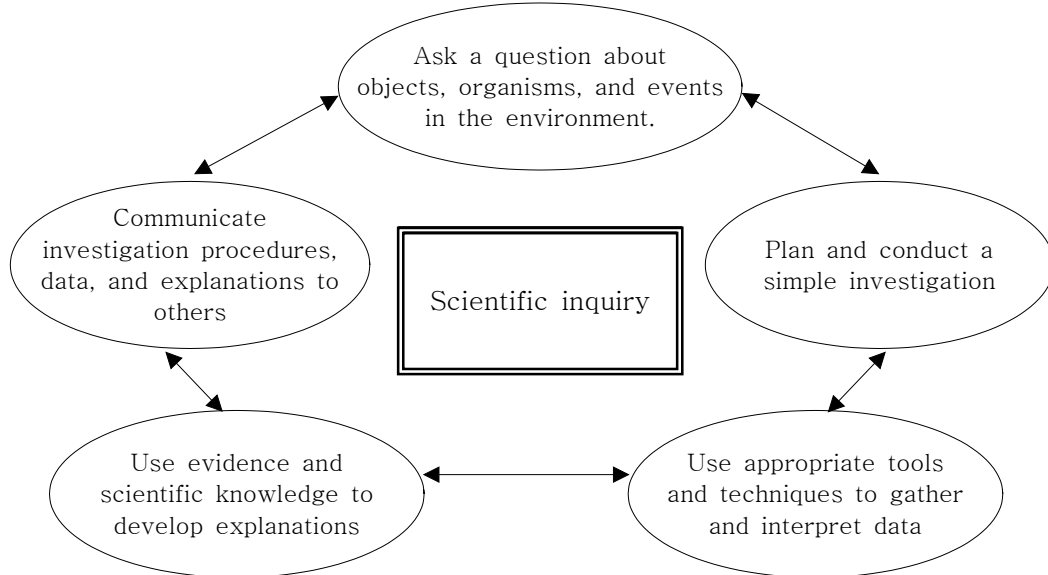 Ask a question about
objects, organisms, and events
in the environment.
Communicate
investigation procedures,
data, and explanations to
others
Scientific inquiry
Plan and conduct a
simple investigation
Use evidence and
scientific knowledge to
develop explanations
Use appropriate tools
and techniques to gather
and interpret data